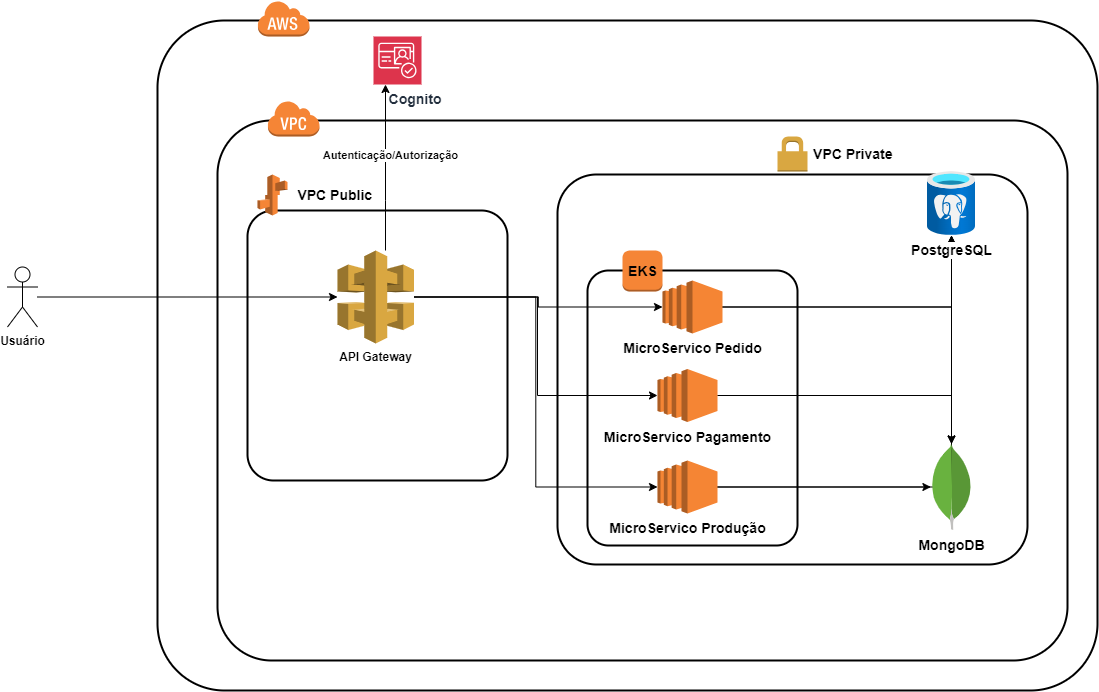 AWS
Cognito
VPC
Autenticação/Autorização
VPC Private
VPC Public
PostgreSQL
EKS
Usuário
API Gateway
MicroServico Pedido
MicroServico Pagamento
MicroServico Produção
MongoDB